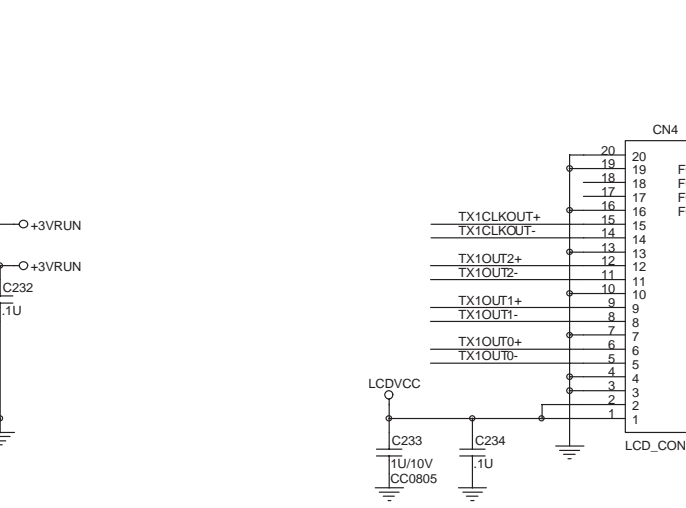 CN4
20 20
19 19 F
18 18 F
17 17 F
16 16 F
TX1CLKOUT+ 15 15
+3VRUN
TX1CLKOUT- 14 14
13 13
TX1OUT2+ 12 12
+3VRUN
TX1OUT2- 11 11
C232
10 10
TX1OUT1+ 9 9
.1U
TX1OUT1- 8 8
7 7
TX1OUT0+ 6 6
TX1OUT0- 5 5
4 4
LCDVCC
3 3
2 2
1 1
C233
C234
LCD_CON
1U/10V
.1U
CC0805